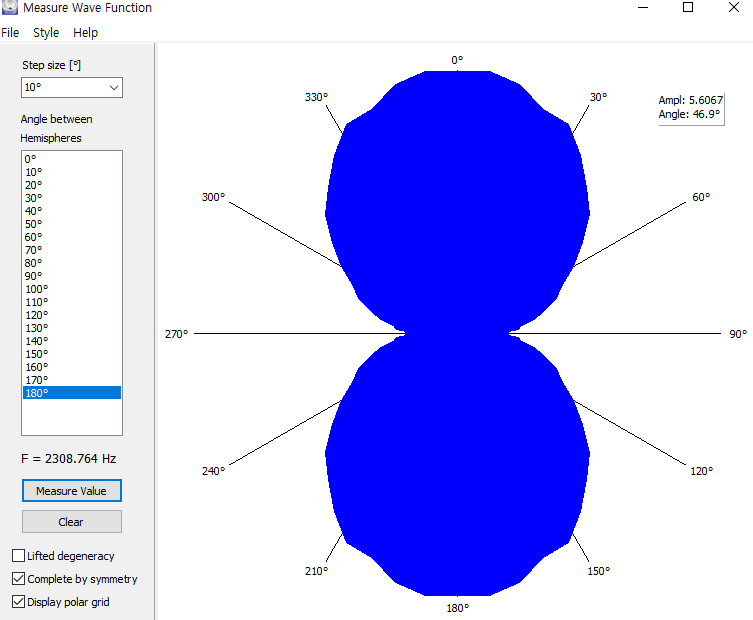 Measure Wave Function
File Style Help
Step size [°]
10°
Angle between
Hemispheres
0°
10°
20°
30°
40°
50°
60°
70°
80°
90°
100°
110°
120°
130°
140°
150°
160°
170°
180°
F = 2308.764 Hz
Measure Value
Clear
Lifted degeneracy
Complete by symmetry
Display polar grid
0°
330°
30°
Ampl: 5.6067
Angle: 46.9°
300°
60°
270°
90°
240°
120°
210°
150°
180°